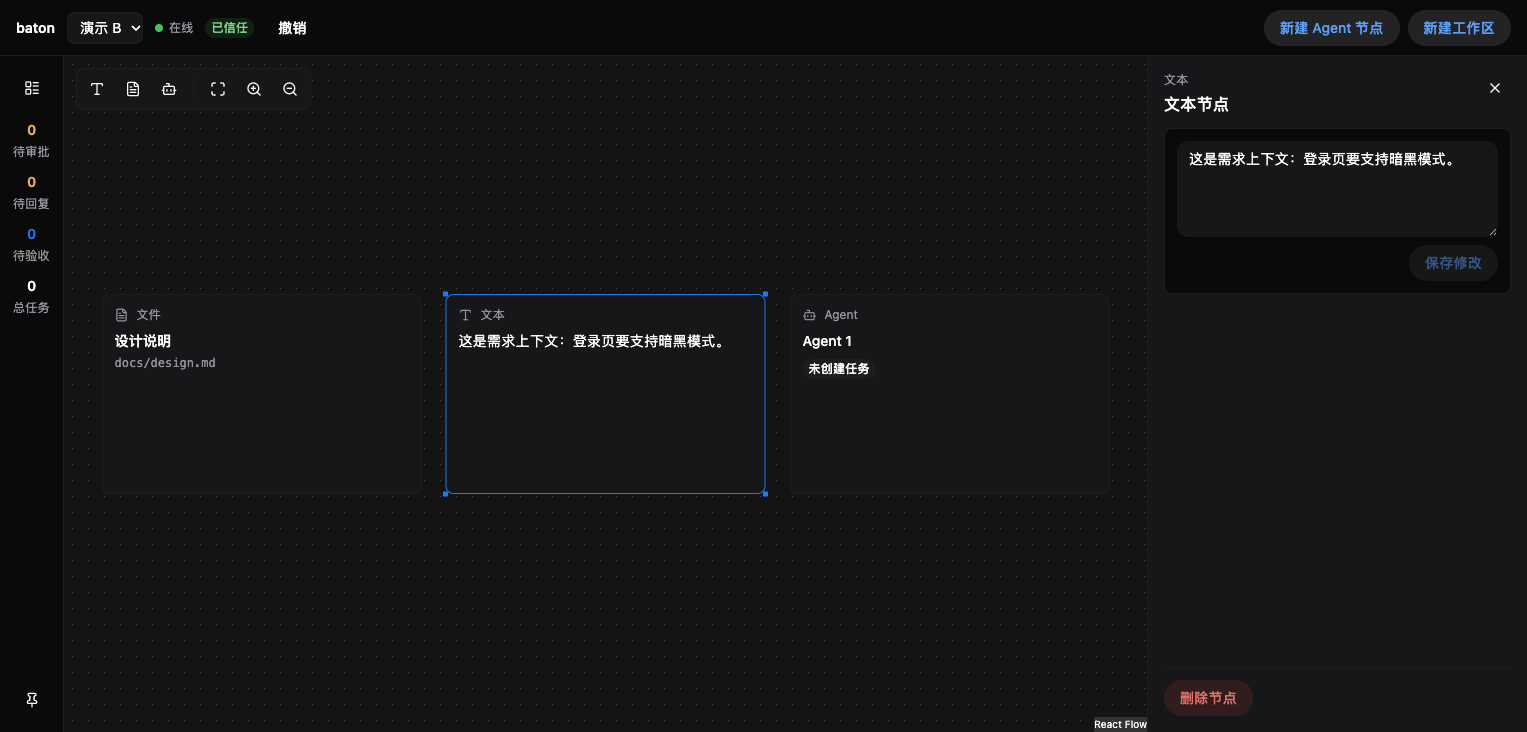 baton
演示 B
在线
已信任
撤销
新建 Agent 节点
新建工作区
0
待审批
0
待回复
0
待验收
0
总任务
文件
设计说明
docs/design.md
文本
这是需求上下文：登录页要支持暗黑模式。
Agent
Agent 1
未创建任务
React Flow
文本
文本节点
这是需求上下文：登录页要支持暗黑模式。
保存修改
删除节点